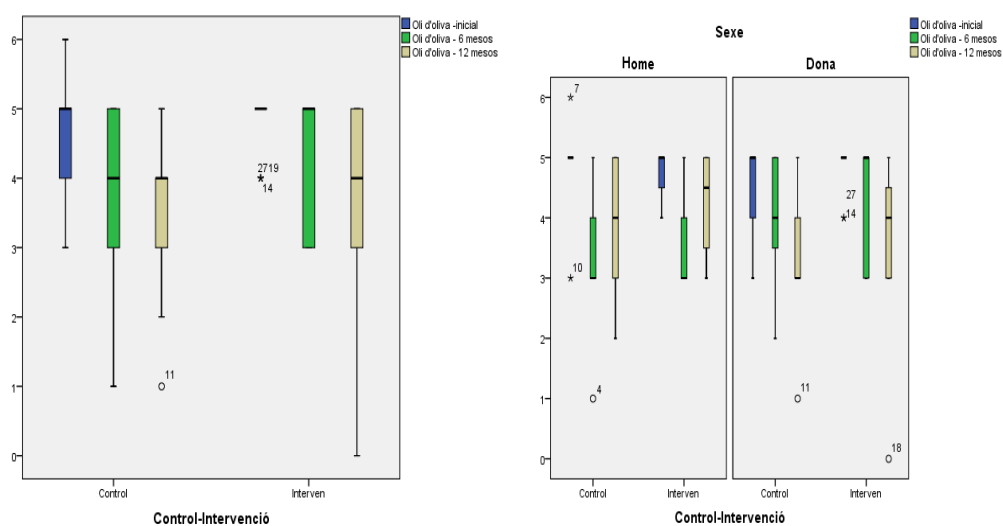 Oli d'oliva -inicial
Oli d'oliva - 6 mesos
Oli d'oliva - 12 mesos
6
5
4
3
2
1
0
2719
14
11
Control
Interven
Control-Intervenció
Oli d'oliva -inicial
Oli d'oliva - 6 mesos
Oli d'oliva - 12 mesos
Sexe
Home
Dona
6
5
4
3
2
1
0
7
10
4
27
14
11
18
Control
Interven
Control
Interven
Control-Intervenció